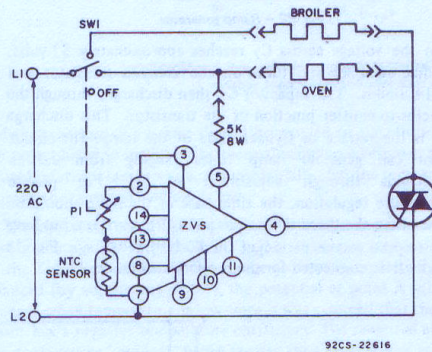 BROILER
SW1
L1
OVEN
OFF
5K
8W
220 V
AC
P1
3
2
5
14
ZVS
4
13
NTC
SENSOR
8
11
10
7
9
L2
92CS-22616